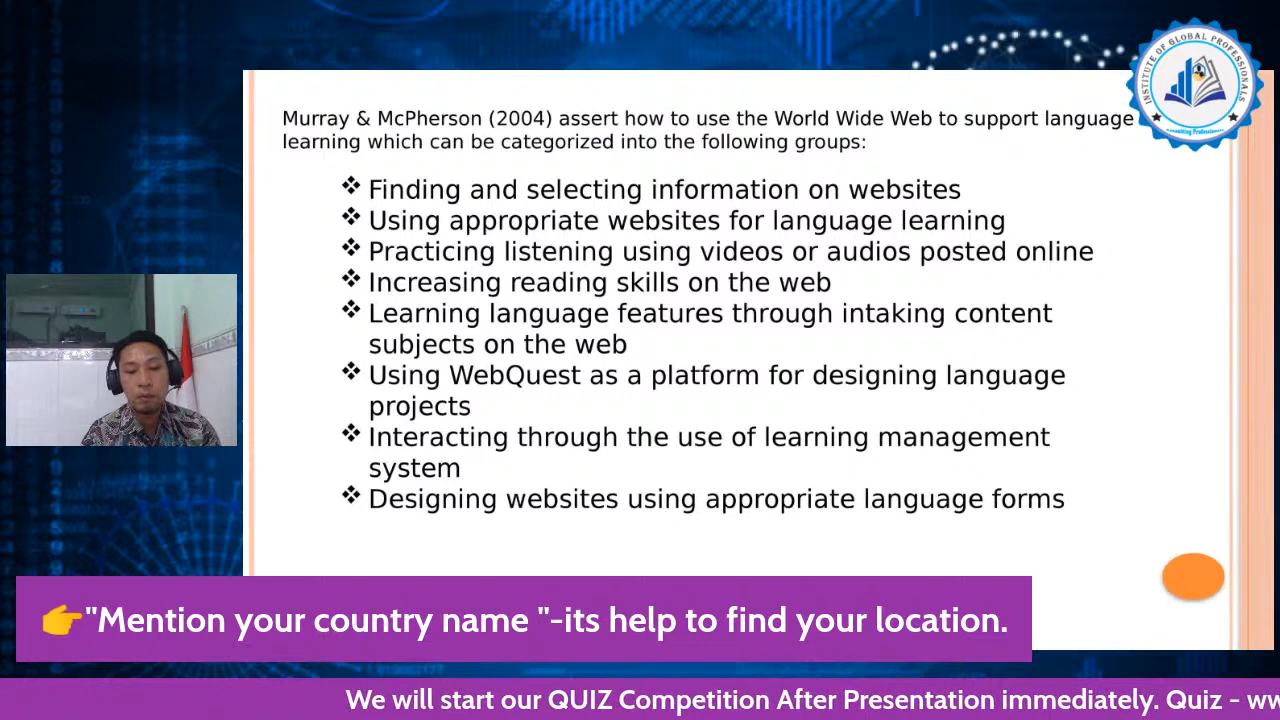 INSTITUTE OF GLOBAL PROFESSIONALS
Murray & McPherson (2004) assert how to use the World Wide Web to support language
learning which can be categorized into the following groups:
❖ Finding and selecting information on websites
❖ Using appropriate websites for language learning
❖ Practicing listening using videos or audios posted online
❖ Increasing reading skills on the web
❖ Learning language features through intaking content
subjects on the web
❖ Using WebQuest as a platform for designing language
projects
❖ Interacting through the use of learning management
system
❖ Designing websites using appropriate language forms
👉"Mention your country name "-its help to find your location.
We will start our QUIZ Competition After Presentation immediately. Quiz - ww